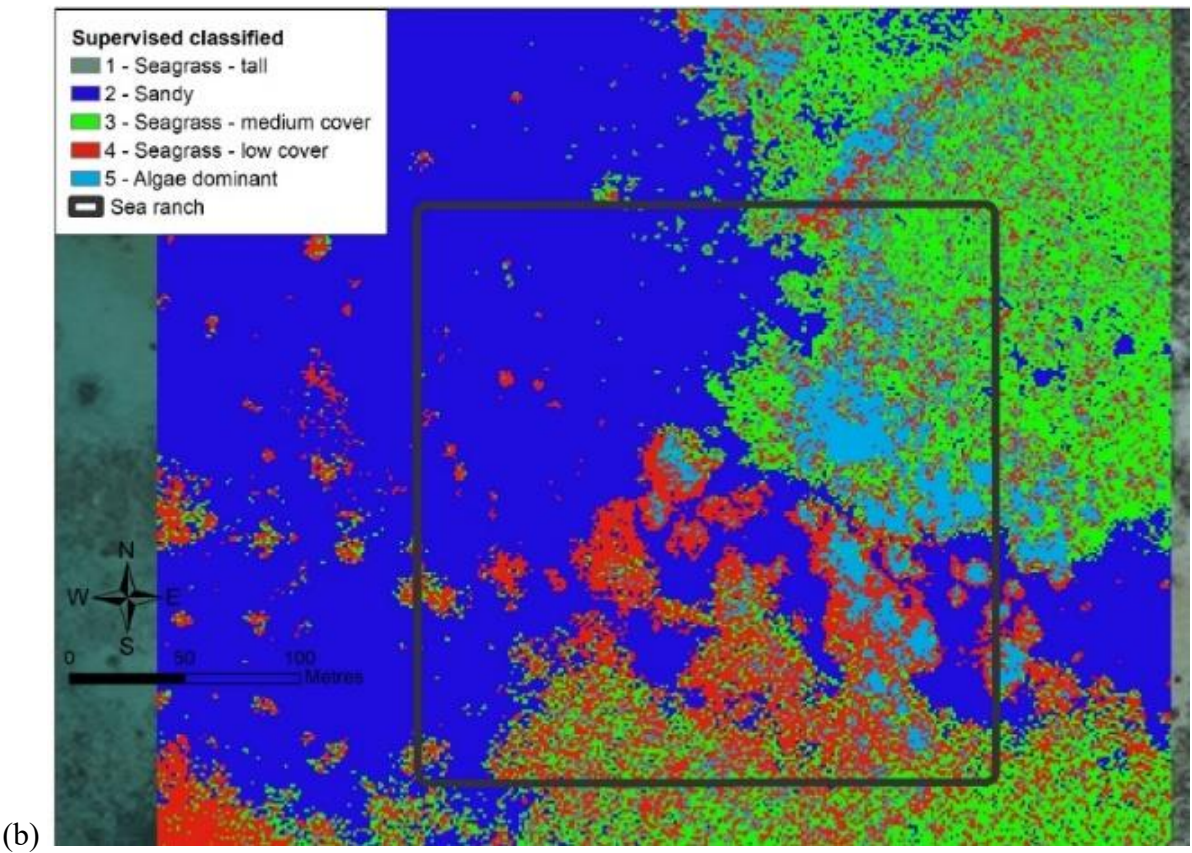 Supervised classified
1 - Seagrass - tall
2 - Sandy
3 - Seagrass - medium cover
4 - Seagrass - low cover
5 - Algae dominant
Sea ranch
N
W E
S
0 50 100
Metres
(b)